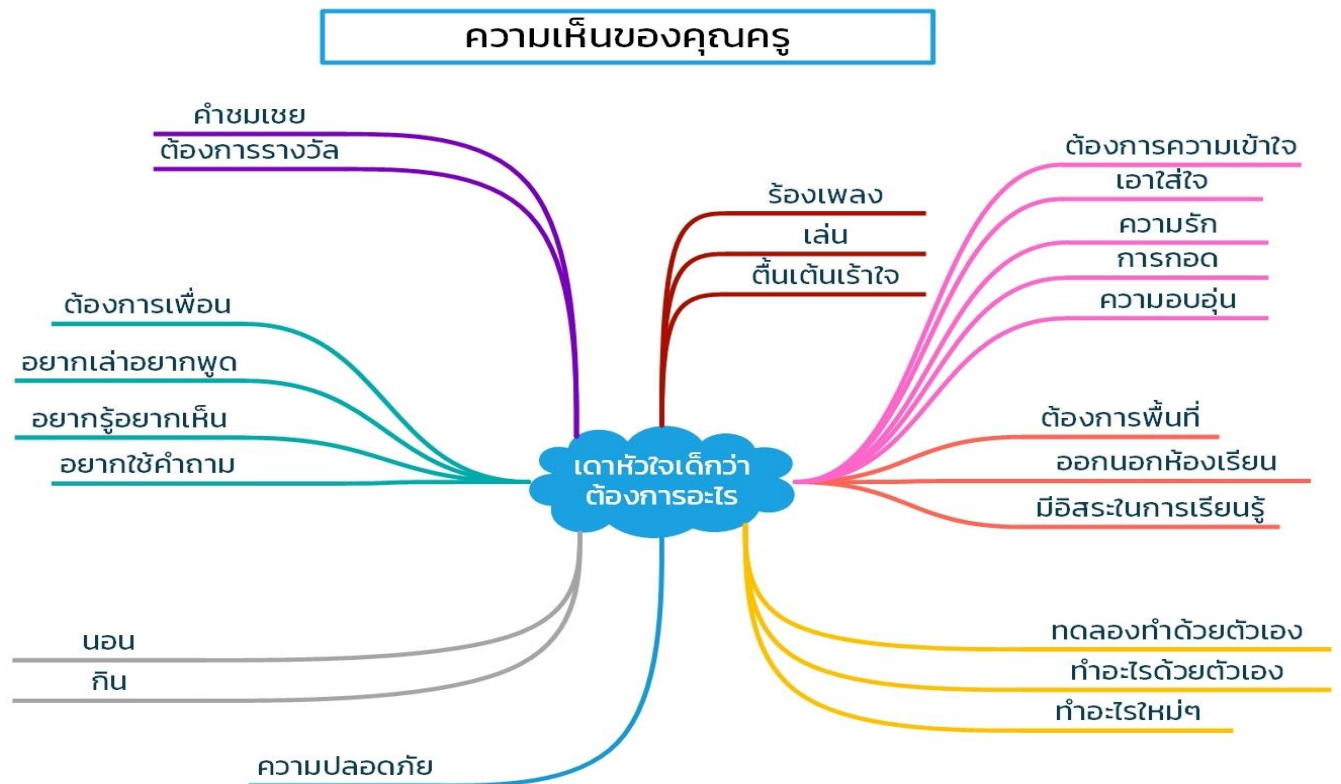 ความเห็นของคุณครู
คำชมเชย
ต้องการรางวัล
ร้องเพลง
เล่น
ตื้นเต้นเร้าใจ
ต้องการความเข้าใจ
เอาใส่ใจ
ความรัก
การกอด
ความอบอุ่น
ต้องการเพื่อน
อยากเล่าอยากพูด
อยากรู้อยากเห็น
อยากใช้คำถาม
เดาหัวใจเด็กว่า
ต้องการอะไร
ต้องการพื้นที่
ออกนอกห้องเรียน
มีอิสระในการเรียนรู้
นอน
กิน
ความปลอดภัย
ทดลองทำด้วยตัวเอง
ทำอะไรด้วยตัวเอง
ทำอะไรใหม่ๆ